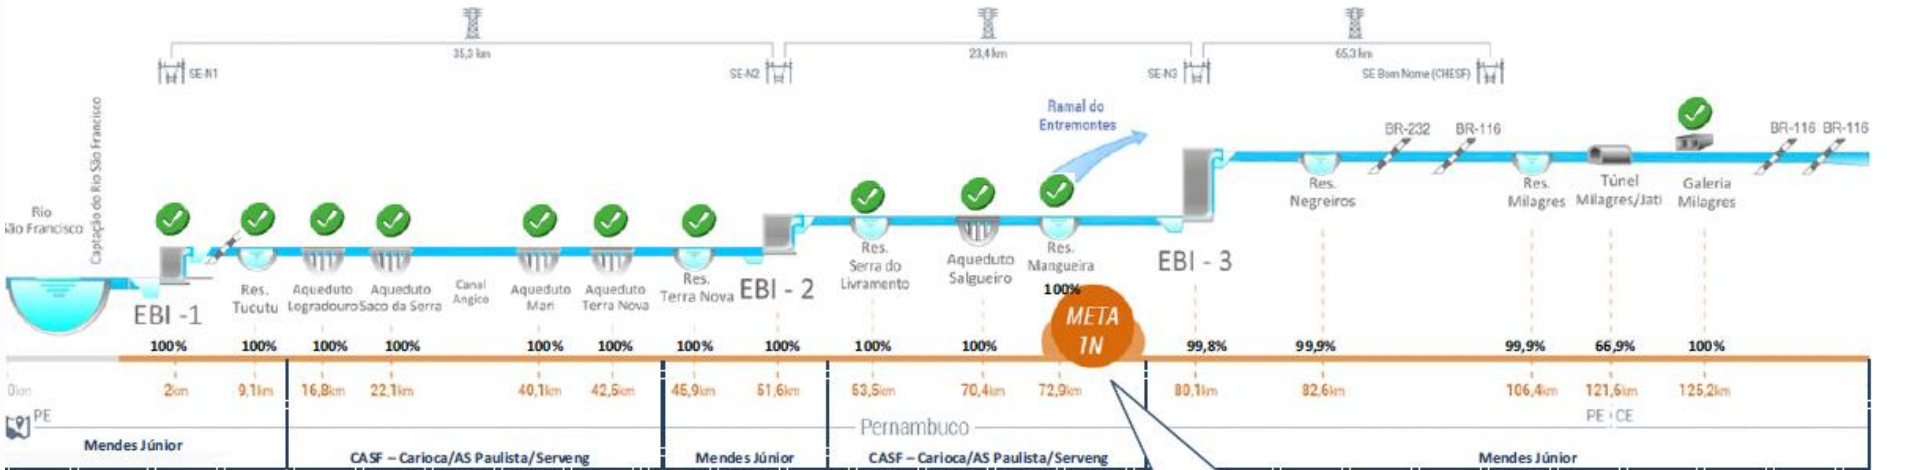 35,3 km
23,4 km
65,3 km
SE-N1
SE-N2
SE-N3
SE Bom Nome (CHESF)
Captação do Rio São Francisco
Rio
São Francisco
Ramal do
Entremontes
BR-232
BR-116
BR-116
BR-116
EBI -1
Res.
Tucutu
Aqueduto
Logradouro
Aqueduto
Saco da Serra
Canal
Angico
Aqueduto
Mari
Aqueduto
Terra Nova
Res.
Terra Nova
EBI - 2
Res.
Serra do
Livramento
Aqueduto
Salgueiro
Res.
Mangueira
100%
EBI - 3
Res.
Negreiros
Res.
Milagres
Túnel
Milagres/Jati
Galeria
Milagres
META
1N
100%
100%
100%
100%
100%
100%
100%
100%
100%
100%
99,8%
99,9%
99,9%
66,9%
100%
0km
2km
9,1km
16,8km
22,1km
40,1km
42,5km
45,9km
51,6km
53,5km
70,4km
72,9km
80,1km
82,6km
106,4km
121,6km
125,2km
PE
Pernambuco
PE CE
Mendes Júnior
CASF – Carioca/AS Paulista/Serveng
Mendes Júnior
CASF – Carioca/AS Paulista/Serveng
Mendes Júnior